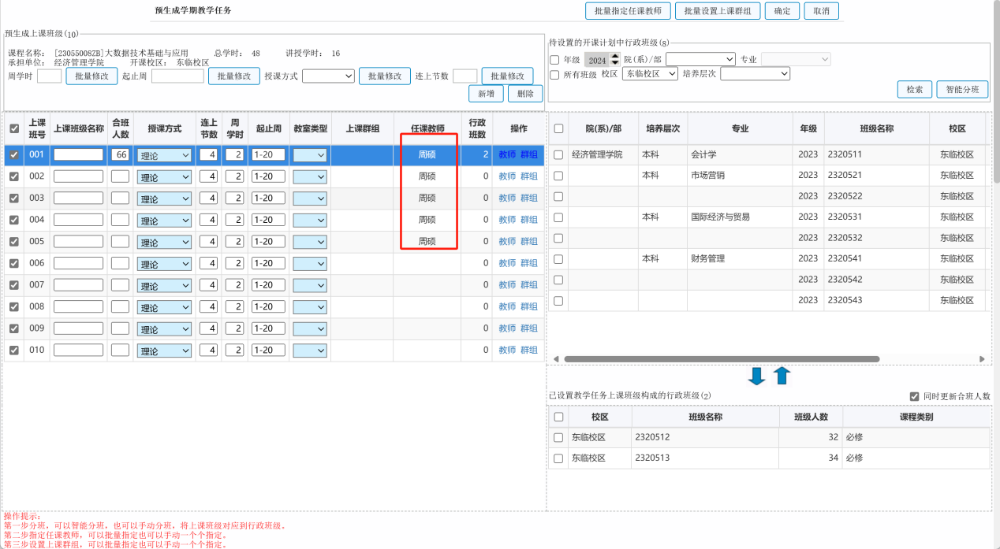 预生成学期教学任务
批量指定任课教师 批量设置上课群组 确定 取消
预生成上课班级(10)
课程名称: [23055008ZB]大数据技术基础与应用 总学时: 48 讲授学时: 16
承担单位: 经济管理学院 开课校区: 东临校区
周学时 批量修改 起止周 批量修改 授课方式 批量修改 连上节数 批量修改
新增 删除
上课班号 上课班级名称 合班人数 授课方式 连上节数 周学时 起止周 教室类型 上课群组 任课教师 行政班数 操作
001 66 理论 4 2 1-20 周硕 2 教师 群组
002 理论 4 2 1-20 周硕 0 教师 群组
003 理论 4 2 1-20 周硕 0 教师 群组
004 理论 4 2 1-20 周硕 0 教师 群组
005 理论 4 2 1-20 周硕 0 教师 群组
006 理论 4 2 1-20 0 教师 群组
007 理论 4 2 1-20 0 教师 群组
008 理论 4 2 1-20 0 教师 群组
009 理论 4 2 1-20 0 教师 群组
010 理论 4 2 1-20 0 教师 群组
待设置的开课计划中行政班级(8)
年级 2024 院(系)/部 专业
所有班级 校区 东临校区 培养层次
检索 智能分班
院(系)/部 培养层次 专业 年级 班级名称 校区
经济管理学院 本科 会计学 2023 2320511 东临校区
本科 市场营销 2023 2320521 东临校区
2023 2320522 东临校区
本科 国际经济与贸易 2023 2320531 东临校区
2023 2320532 东临校区
本科 财务管理 2023 2320541 东临校区
2023 2320542 东临校区
2023 2320543 东临校区
已设置教学任务上课班级构成的行政班级(2) 同时更新合班人数
校区 班级名称 班级人数 课程类别
东临校区 2320512 32 必修
东临校区 2320513 34 必修
操作提示:
第一步分班, 可以智能分班, 也可以手动分班, 将上课班级对应到行政班级。
第二步指定任课教师, 可以批量指定也可以手动一个个指定。
第三步设置上课群组, 可以批量指定也可以手动一个个指定。